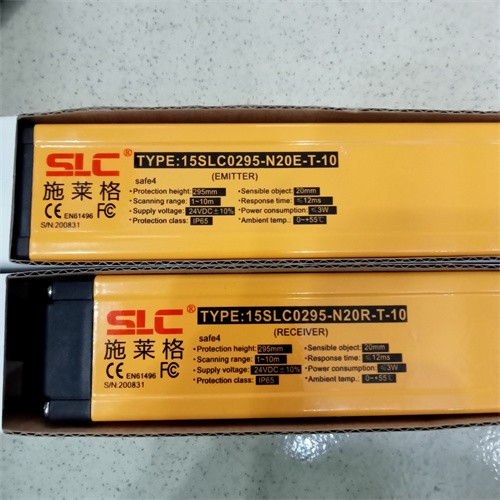 SLC
施莱格
CE EN61496 FC
S/N:200831
TYPE:15SLC0295-N20E-T-10
(EMITTER)
safe4
•Protection height: 295mm •Sensible object: 20mm
•Scanning range: 1~10m •Response time: ≤12ms
•Supply voltage: 24VDC±10% •Power consumption: ≤3W
•Protection class: IP65 •Ambient temp.: 0~+55℃
SLC
施莱格
CE EN61496 FC
S/N:200831
TYPE:15SLC0295-N20R-T-10
(RECEIVER)
safe4
•Protection height: 295mm •Sensible object: 20mm
•Scanning range: 1~10m •Response time: ≤12ms
•Supply voltage: 24VDC±10% •Power consumption: ≤3W
•Protection class: IP65 •Ambient temp.: 0~+55℃